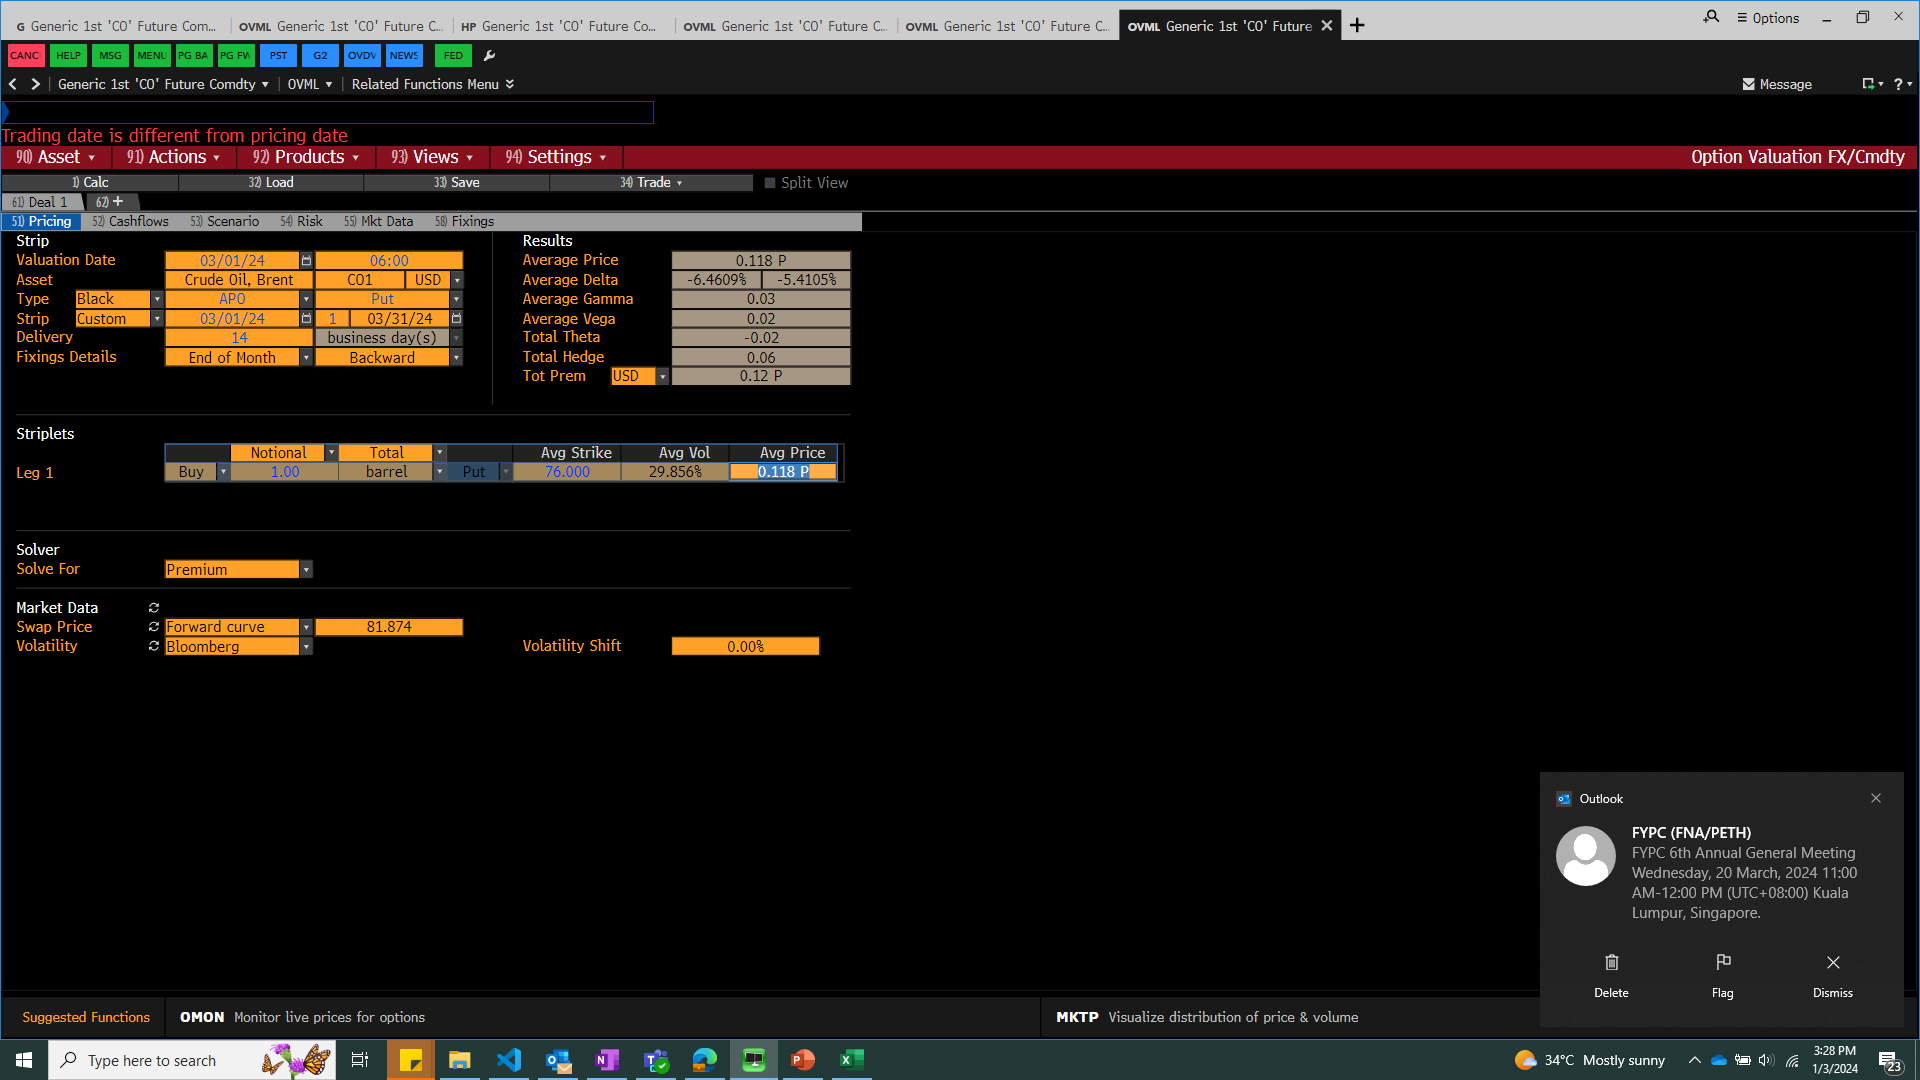 G Generic 1st 'CO' Future Com... OVML Generic 1st 'CO' Future C... HP Generic 1st 'CO' Future Co... OVML Generic 1st 'CO' Future C... OVML Generic 1st 'CO' Future C... OVML Generic 1st 'CO' Future Options
CANC HELP MSG MENU PG BA PG FW PST G2 OVDV NEWS FED
Generic 1st 'CO' Future Comdty OVML Related Functions Menu Message ?
Trading date is different from pricing date
90) Asset 91) Actions 92) Products 93) Views 94) Settings Option Valuation FX/Cmdty
1) Calc 32) Load 33) Save 34) Trade Split View
61) Deal 1 62) +
51) Pricing 52) Cashflows 53) Scenario 54) Risk 55) Mkt Data 58) Fixings
Strip Results
Valuation Date 03/01/24 06:00 Average Price 0.118 P
Asset Crude Oil, Brent CO1 USD Average Delta -6.4609% -5.4105%
Type Black APO Put Average Gamma 0.03
Strip Custom 03/01/24 1 03/31/24 Average Vega 0.02
Delivery 14 business day(s) Total Theta -0.02
Fixings Details End of Month Backward Total Hedge 0.06
Tot Prem USD 0.12 P
Striplets
Notional Total Avg Strike Avg Vol Avg Price
Leg 1 Buy 1.00 barrel Put 76.000 29.856% 0.118 P
Solver
Solve For Premium
Market Data
Swap Price Forward curve 81.874
Volatility Bloomberg Volatility Shift 0.00%
Outlook
FYPC (FNA/PETH)
FYPC 6th Annual General Meeting
Wednesday, 20 March, 2024 11:00
AM-12:00 PM (UTC+08:00) Kuala
Lumpur, Singapore.
Delete Flag Dismiss
Suggested Functions OMON Monitor live prices for options MKTP Visualize distribution of price & volume
Type here to search 34°C Mostly sunny 3:28 PM
1/3/2024 23